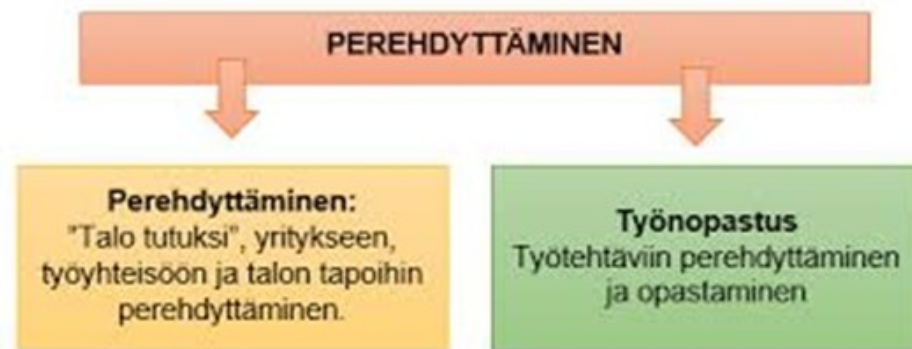 PEREHDYTTÄMINEN
Perehdyttäminen:
"Talo tutuksi", yritykseen,
työyhteisöön ja talon tapoihin
perehdyttäminen.
Työnopastus
Työtehtäviin perehdyttäminen
ja opastaminen